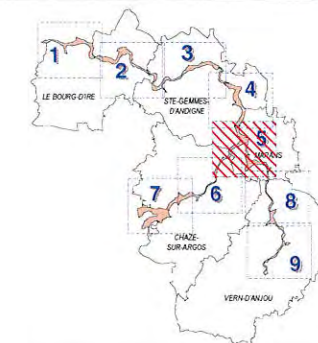 1
2
3
4
LE BOURG-D'IRE
STE-GEMMES
D'ANDIGNE
5
MARANS
7
6
8
CHAZE-
SUR-ARGOS
9
VERN-D'ANJOU